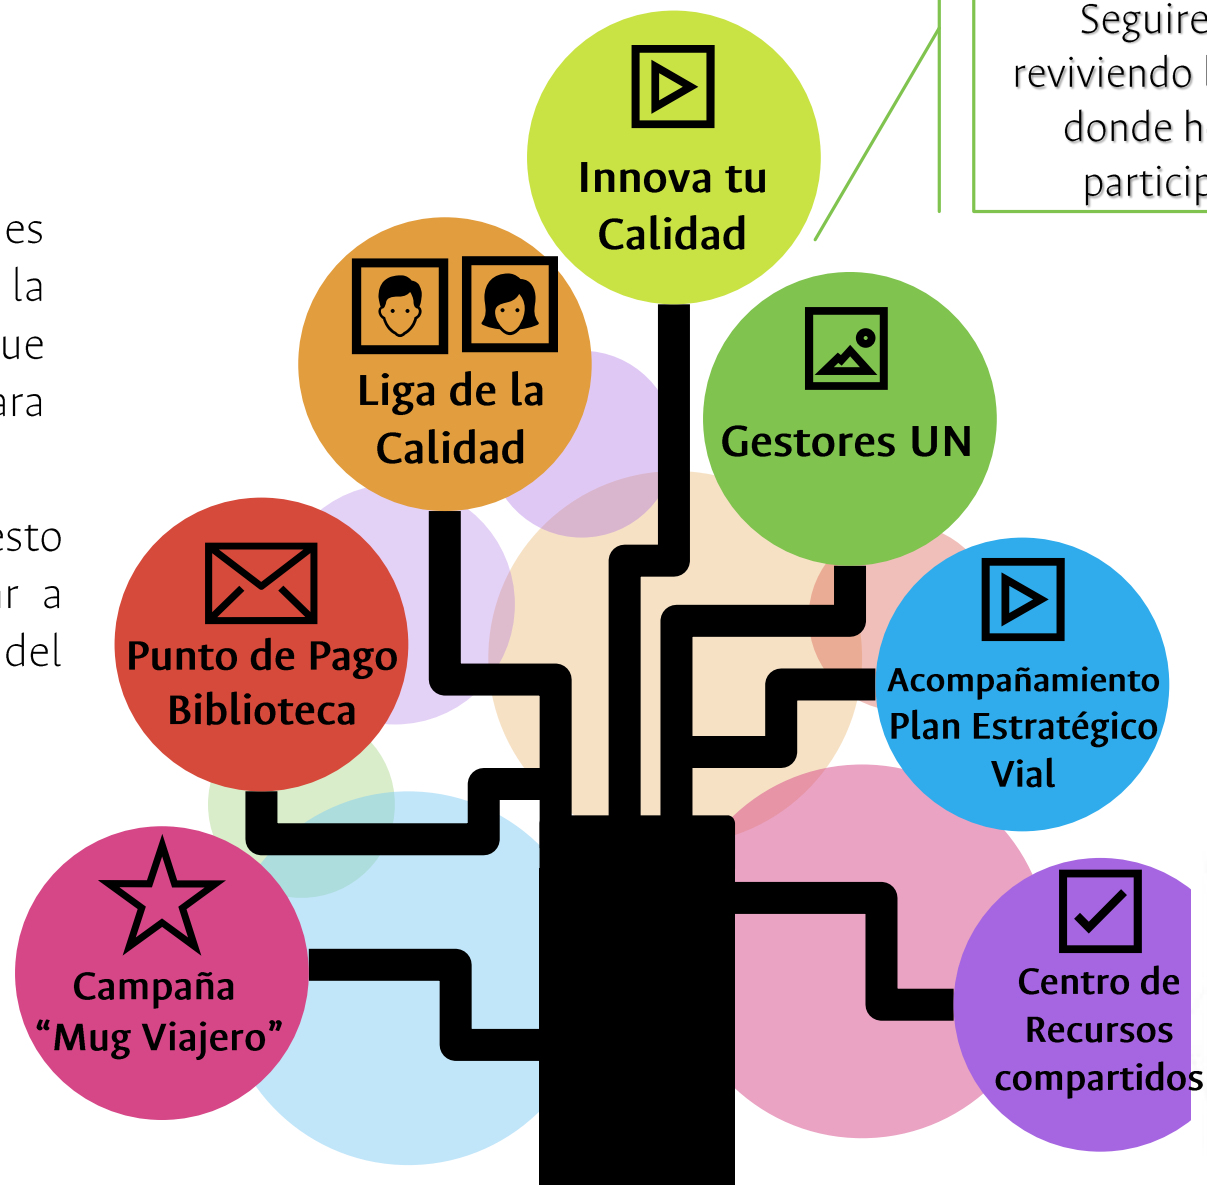 Seguire
reviviendo
donde h
particip
Innova tu
Calidad
es
la
ue
ara
Liga de la
Calidad
Gestores UN
esto
ar a
del
Punto de Pago
Biblioteca
Acompañamiento
Plan Estratégico
Vial
Campaña
“Mug Viajero”
Centro de
Recursos
compartidos